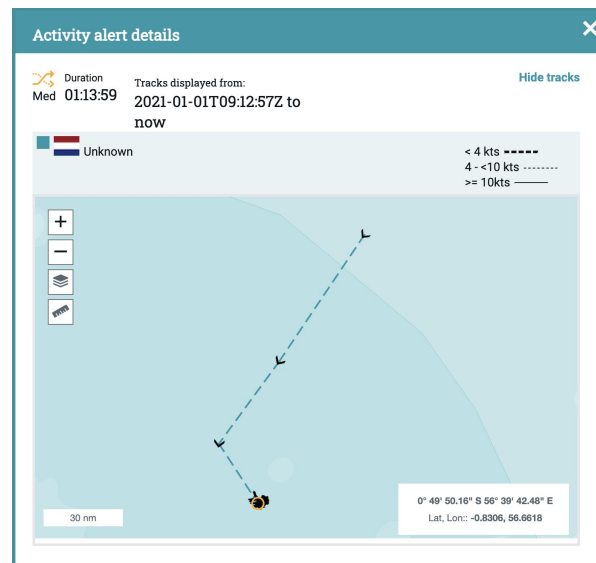 Activity alert details
Duration
Med 01:13:59
Tracks displayed from:
2021-01-01T09:12:57Z to
now
Hide tracks
Unknown
< 4 kts
4 - <10 kts
>= 10kts
0° 49' 50.16" S 56° 39' 42.48" E
Lat, Lon:: -0.8306, 56.6618
30 nm